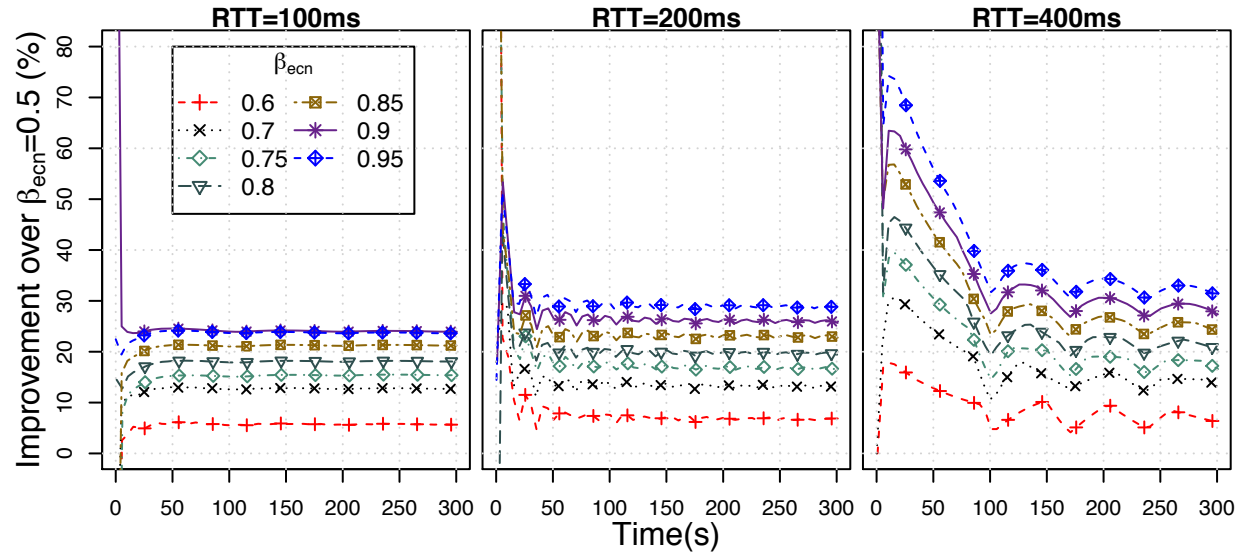 RTT=100ms RTT=200ms RTT=400ms
Improvement over βecn=0.5 (%)
0 10 20 30 40 50 60 70 80
βecn
0.6 0.85
0.7 0.9
0.75 0.95
0.8
0 50 100 150 200 250 300 0 50 100 150 200 250 300 0 50 100 150 200 250 300
Time(s)